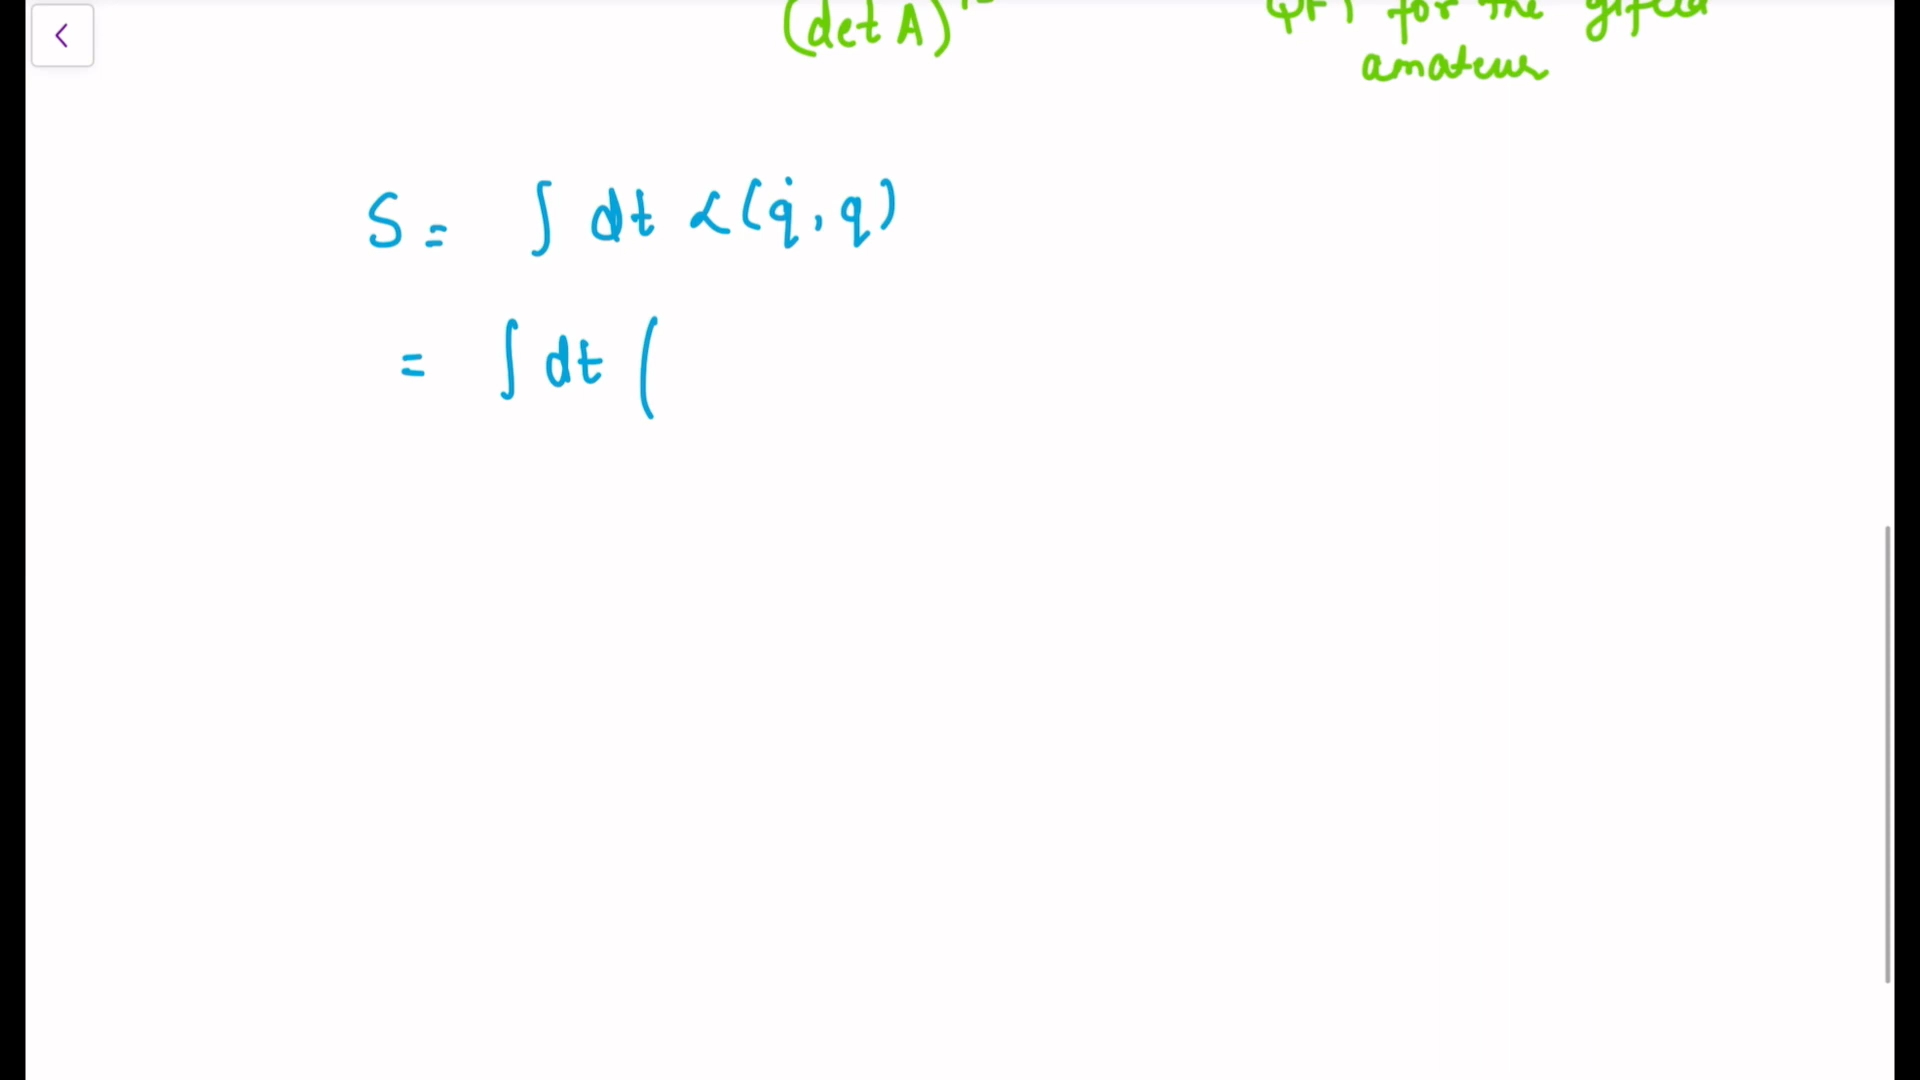 (det A)
QFT for the gifted
amateur
S = ∫ dt L(q̇, q)
= ∫ dt (